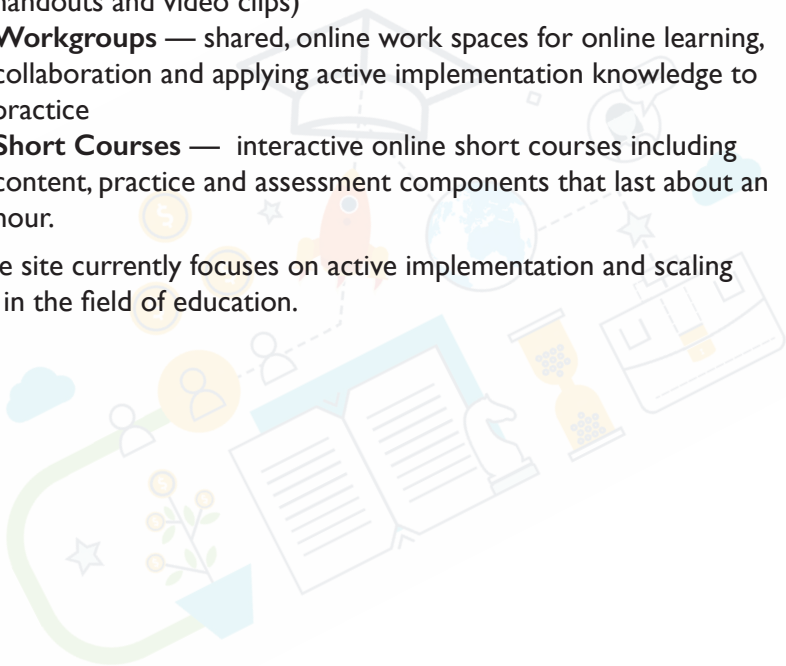 handouts and video clips)
Workgroups — shared, online work spaces for online learning,
collaboration and applying active implementation knowledge to
practice
Short Courses — interactive online short courses including
content, practice and assessment components that last about an
hour.
e site currently focuses on active implementation and scaling
in the field of education.